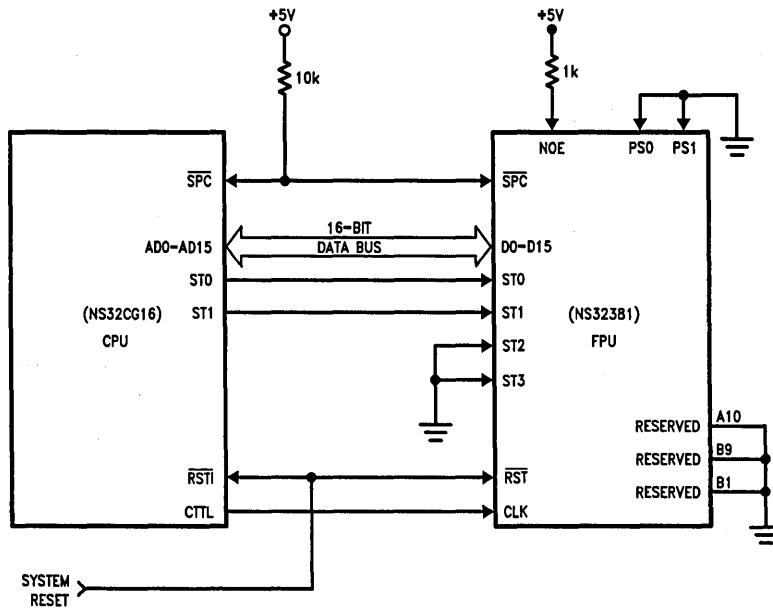 +5V
+5V
10k
1k
NOE
PS0
PS1
SPC
SPC
16-BIT
DATA BUS
AD0-AD15
D0-D15
ST0
ST0
ST1
ST1
(NS32CG16)
CPU
(NS32381)
FPU
ST2
ST3
RESERVED
A10
RESERVED
B9
RESERVED
B1
RSTI
RST
CTTL
CLK
SYSTEM
RESET